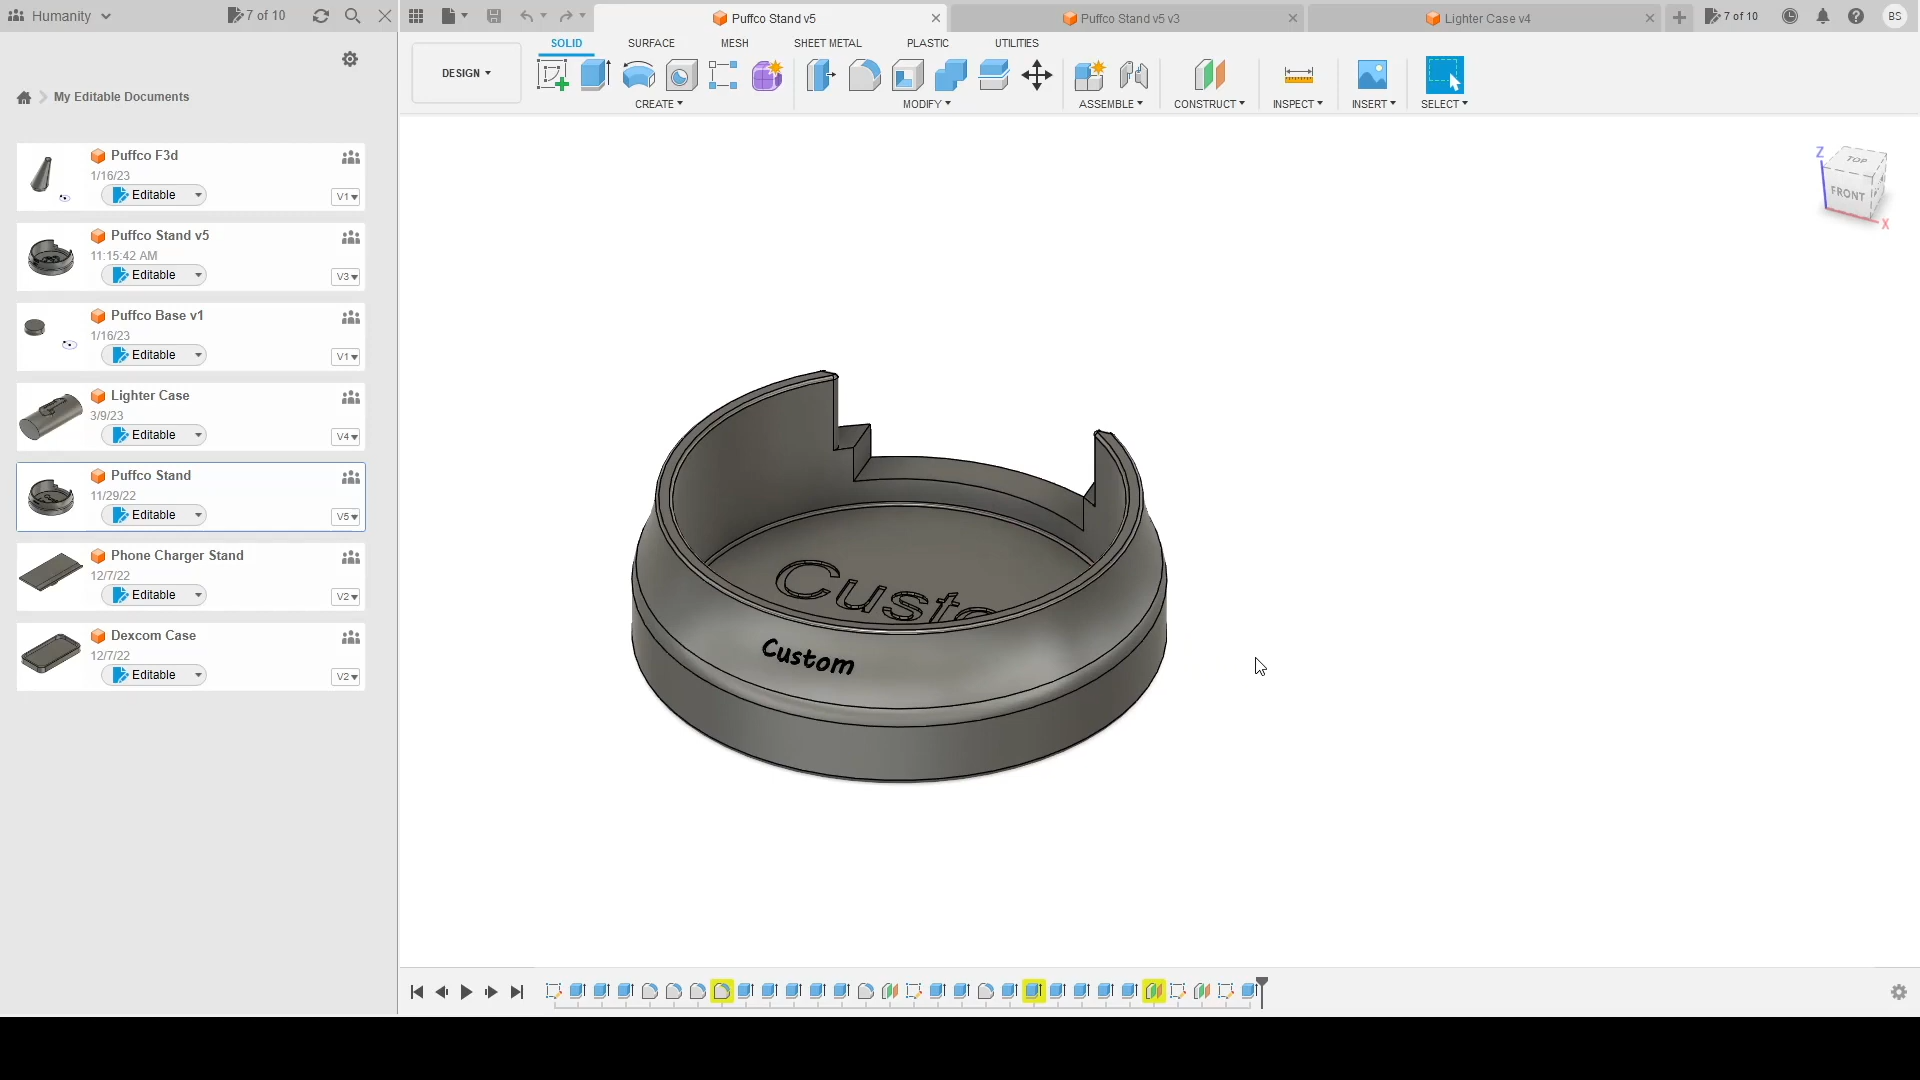 Humanity
7 of 10
My Editable Documents
Puffco F3d
1/16/23
Editable
V1
Puffco Stand v5
11:15:42 AM
Editable
V3
Puffco Base v1
1/16/23
Editable
V1
Lighter Case
3/9/23
Editable
V4
Puffco Stand
11/29/22
Editable
V5
Phone Charger Stand
12/7/22
Editable
V2
Dexcom Case
12/7/22
Editable
V2
Puffco Stand v5
Puffco Stand v5 v3
Lighter Case v4
7 of 10
BS
DESIGN
SOLID
SURFACE
MESH
SHEET METAL
PLASTIC
UTILITIES
CREATE
MODIFY
ASSEMBLE
CONSTRUCT
INSPECT
INSERT
SELECT
Z
TOP
FRONT
X
Custo
Custom